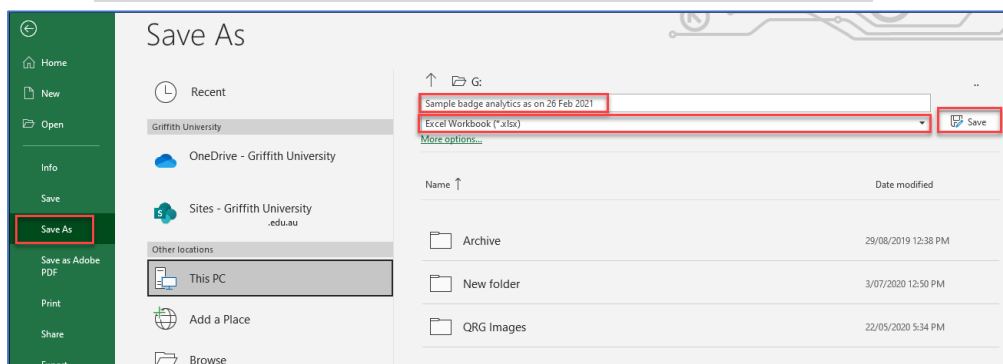 Save As
Home
New
Open
Info
Save
Save As
Save as Adobe
PDF
Print
Share
Export
Recent
Griffith University
OneDrive - Griffith University
Sites - Griffith University
.edu.au
Other locations
This PC
Add a Place
Browse
G:
..
Sample badge analytics as on 26 Feb 2021
Excel Workbook (*.xlsx)
Save
More options...
Name Date modified
Archive 29/08/2019 12:38 PM
New folder 3/07/2020 12:50 PM
QRG Images 22/05/2020 5:34 PM